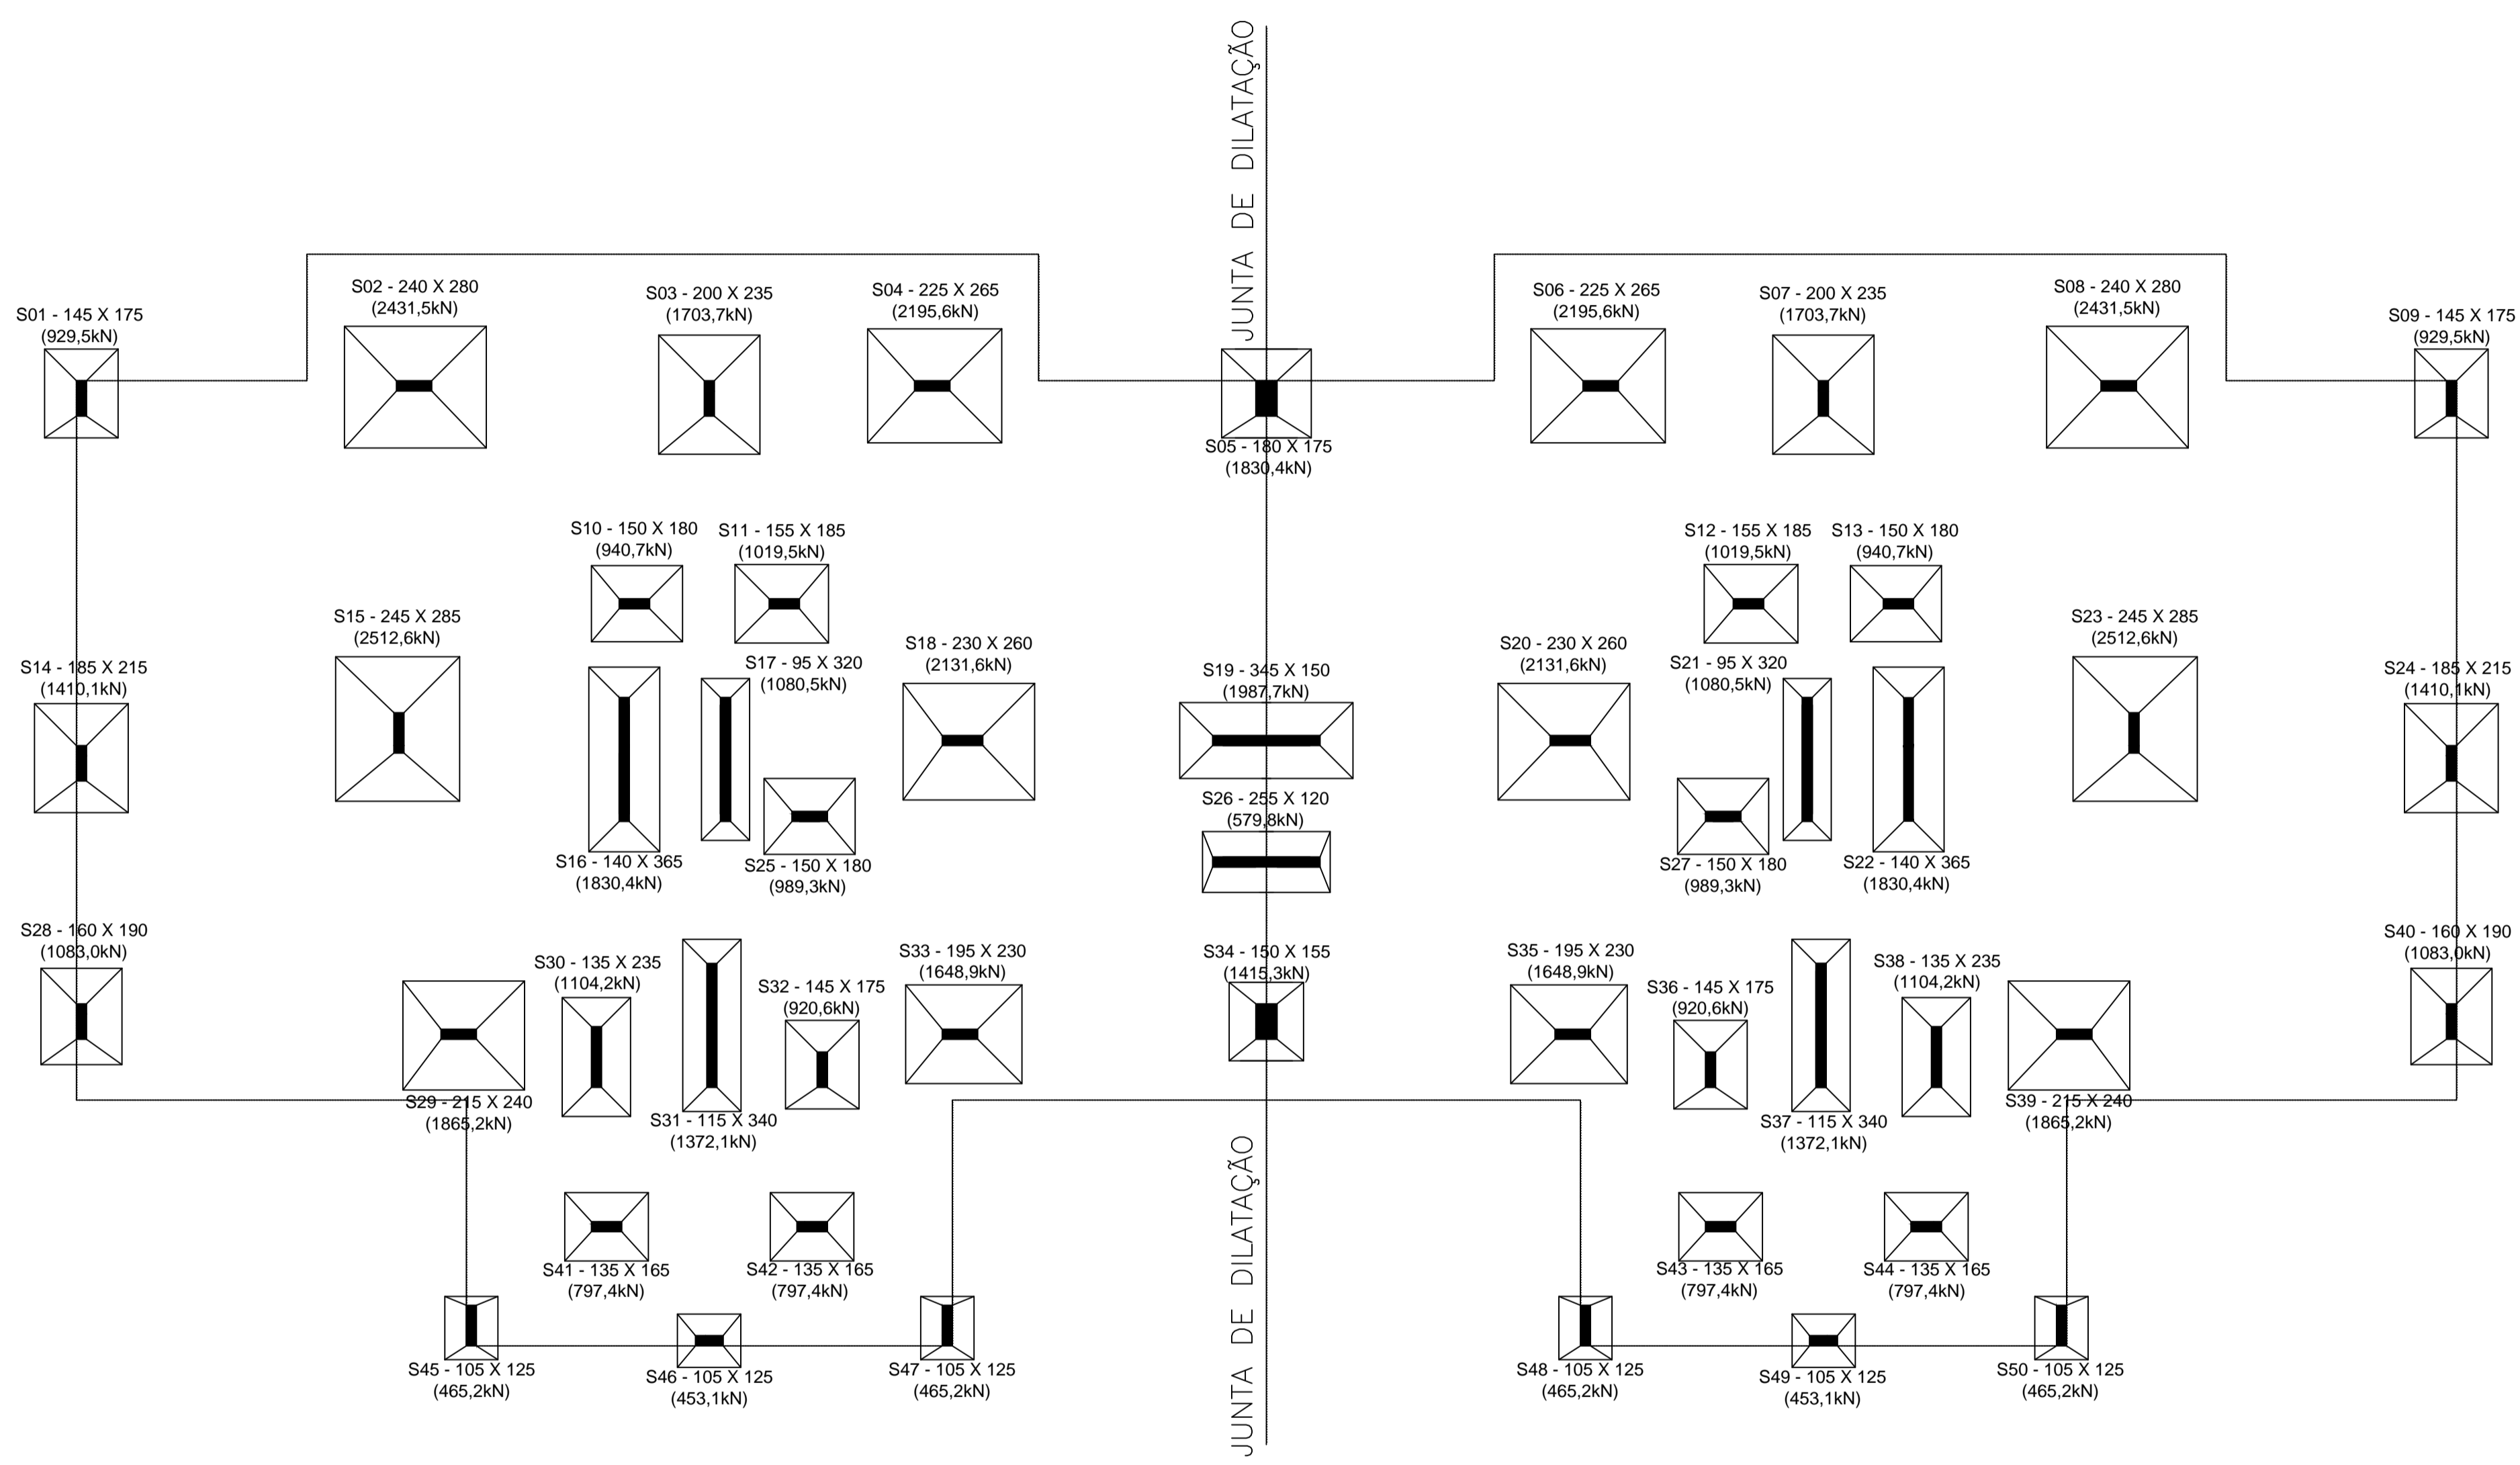 JUNTA DE DILATAÇÃO
S01 - 145 X 175
(929,5kN)
S02 - 240 X 280
(2431,5kN)
S03 - 200 X 235
(1703,7kN)
S04 - 225 X 265
(2195,6kN)
S05 - 180 X 175
(1830,4kN)
S06 - 225 X 265
(2195,6kN)
S07 - 200 X 235
(1703,7kN)
S08 - 240 X 280
(2431,5kN)
S09 - 145 X 175
(929,5kN)
S10 - 150 X 180
(940,7kN)
S11 - 155 X 185
(1019,5kN)
S12 - 155 X 185
(1019,5kN)
S13 - 150 X 180
(940,7kN)
S14 - 185 X 215
(1410,1kN)
S15 - 245 X 285
(2512,6kN)
S16 - 140 X 365
(1830,4kN)
S17 - 95 X 320
(1080,5kN)
S18 - 230 X 260
(2131,6kN)
S19 - 345 X 150
(1987,7kN)
S20 - 230 X 260
(2131,6kN)
S21 - 95 X 320
(1080,5kN)
S22 - 140 X 365
(1830,4kN)
S23 - 245 X 285
(2512,6kN)
S24 - 185 X 215
(1410,1kN)
S25 - 150 X 180
(989,3kN)
S26 - 255 X 120
(579,8kN)
S27 - 150 X 180
(989,3kN)
S28 - 160 X 190
(1083,0kN)
S29 - 215 X 240
(1865,2kN)
S30 - 135 X 235
(1104,2kN)
S31 - 115 X 340
(1372,1kN)
S32 - 145 X 175
(920,6kN)
S33 - 195 X 230
(1648,9kN)
S34 - 150 X 155
(1415,3kN)
S35 - 195 X 230
(1648,9kN)
S36 - 145 X 175
(920,6kN)
S37 - 115 X 340
(1372,1kN)
S38 - 135 X 235
(1104,2kN)
S39 - 215 X 240
(1865,2kN)
S40 - 160 X 190
(1083,0kN)
S41 - 135 X 165
(797,4kN)
S42 - 135 X 165
(797,4kN)
JUNTA DE DILATAÇÃO
S43 - 135 X 165
(797,4kN)
S44 - 135 X 165
(797,4kN)
S45 - 105 X 125
(465,2kN)
S46 - 105 X 125
(453,1kN)
S47 - 105 X 125
(465,2kN)
S48 - 105 X 125
(465,2kN)
S49 - 105 X 125
(453,1kN)
S50 - 105 X 125
(465,2kN)